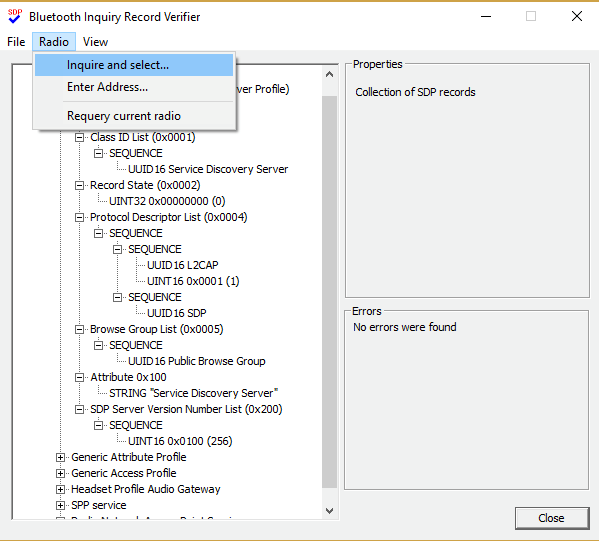 SDP
Bluetooth Inquiry Record Verifier
File Radio View
Inquire and select...
Enter Address...
Requery current radio
ver Profile)
Class ID List (0x0001)
SEQUENCE
UUID16 Service Discovery Server
Record State (0x0002)
UINT32 0x00000000 (0)
Protocol Descriptor List (0x0004)
SEQUENCE
SEQUENCE
UUID16 L2CAP
UINT16 0x0001 (1)
SEQUENCE
UUID16 SDP
Browse Group List (0x0005)
SEQUENCE
UUID16 Public Browse Group
Attribute 0x100
STRING "Service Discovery Server"
SDP Server Version Number List (0x200)
SEQUENCE
UINT16 0x0100 (256)
Generic Attribute Profile
Generic Access Profile
Headset Profile Audio Gateway
SPP service
Properties
Collection of SDP records
Errors
No errors were found
Close